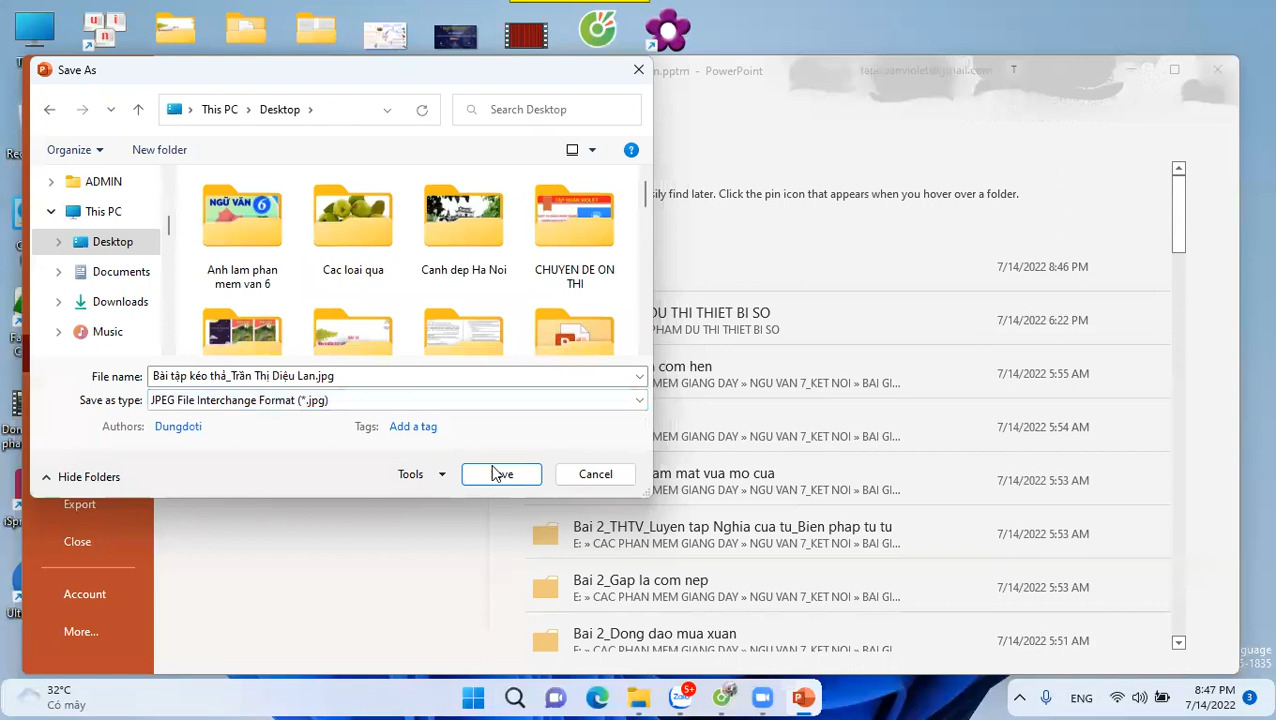 Save As
m.pptm - PowerPoint
This PC
Desktop
Search Desktop
Organize
New folder
ADMIN
This PC
Desktop
Documents
Downloads
Music
NGỮ VĂN 6
Anh lam phan mem van 6
Cac loai qua
Canh dep Ha Noi
CHUYEN DE ON THI
File name: Bài tập kéo thả_Trần Thị Diệu Lan.jpg
Save as type: JPEG File Interchange Format (*.jpg)
Authors: Dungdoti
Tags: Add a tag
Hide Folders
Tools
Cancel
sily find later. Click the pin icon that appears when you hover over a folder.
7/14/2022 8:46 PM
DU THI THIET BI SO
PHAM DU THI THIET BI SO
7/14/2022 6:22 PM
com hen
E: » CAC PHAN MEM GIANG DAY » NGU VAN 7_KET NOI » BAI GI...
7/14/2022 5:55 AM
7/14/2022 5:54 AM
E: » CAC PHAN MEM GIANG DAY » NGU VAN 7_KET NOI » BAI GI...
am mat vua mo cua
E: » CAC PHAN MEM GIANG DAY » NGU VAN 7_KET NOI » BAI GI...
7/14/2022 5:53 AM
Bai 2_THTV_Luyen tap Nghia cua tu_Bien phap tu tu
E: » CAC PHAN MEM GIANG DAY » NGU VAN 7_KET NOI » BAI GI...
7/14/2022 5:53 AM
Bai 2_Gap la com nep
E: » CAC PHAN MEM GIANG DAY » NGU VAN 7_KET NOI » BAI GI...
7/14/2022 5:53 AM
Bai 2_Dong dao mua xuan
E: » CAC PHAN MEM GIANG DAY » NGU VAN 7_KET NOI » BAI GI...
7/14/2022 5:51 AM
Export
Close
Account
More...
32°C
Có mây
Zalo
5+
ENG
8:47 PM
7/14/2022
3